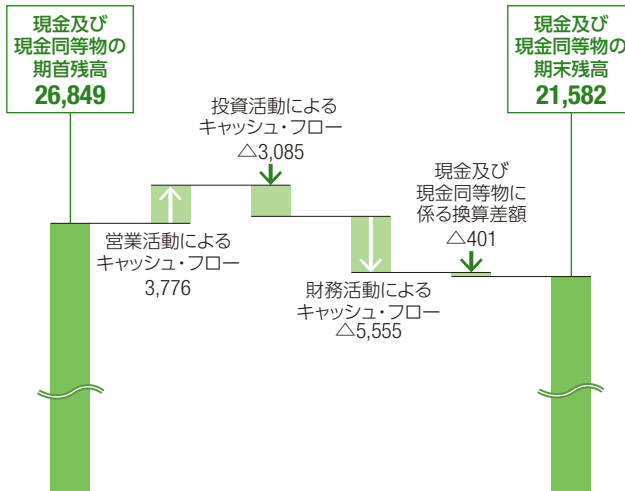 現金及び
現金同等物の
期首残高
26,849
営業活動による
キャッシュ・フロー
3,776
投資活動による
キャッシュ・フロー
△3,085
財務活動による
キャッシュ・フロー
△5,555
現金及び
現金同等物に
係る換算差額
△401
現金及び
現金同等物の
期末残高
21,582